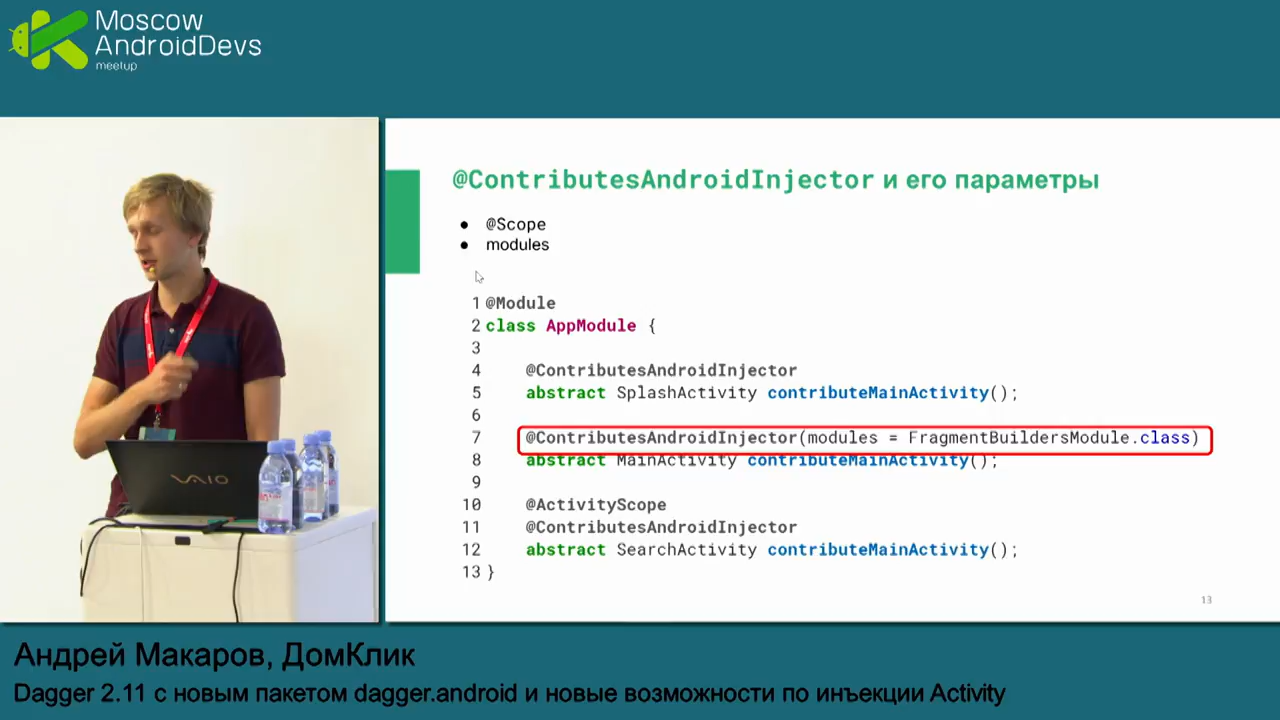 Moscow
AndroidDevs
meetup
@ContributesAndroidInjector и его параметры
● @Scope
● modules
1 @Module
2 class AppModule {
3
4 @ContributesAndroidInjector
5 abstract SplashActivity contributeMainActivity();
6
7 @ContributesAndroidInjector(modules = FragmentBuildersModule.class)
8 abstract MainActivity contributeMainActivity();
9
10 @ActivityScope
11 @ContributesAndroidInjector
12 abstract SearchActivity contributeMainActivity();
13 }
13
VAIO
Андрей Макаров, ДомКлик
Dagger 2.11 с новым пакетом dagger.android и новые возможности по инъекции Activity